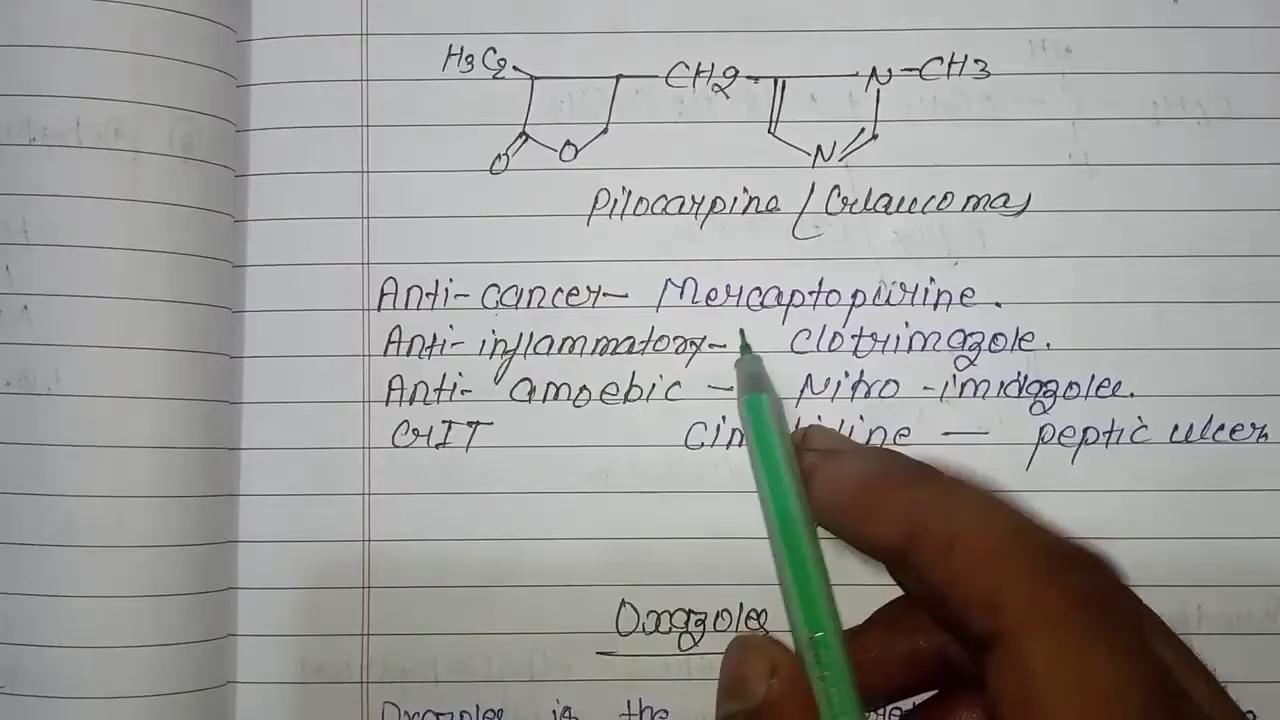 H3C2 CH2 N-CH3
O O N
Pilocarpine (Glaucoma)
Anti-cancer- Mercaptopurine.
Anti-inflammatory- Clotrimazole.
Anti-amoebic - Nitro-imidazole.
GIT — peptic ulcer
Oxazole
Oxazole is the